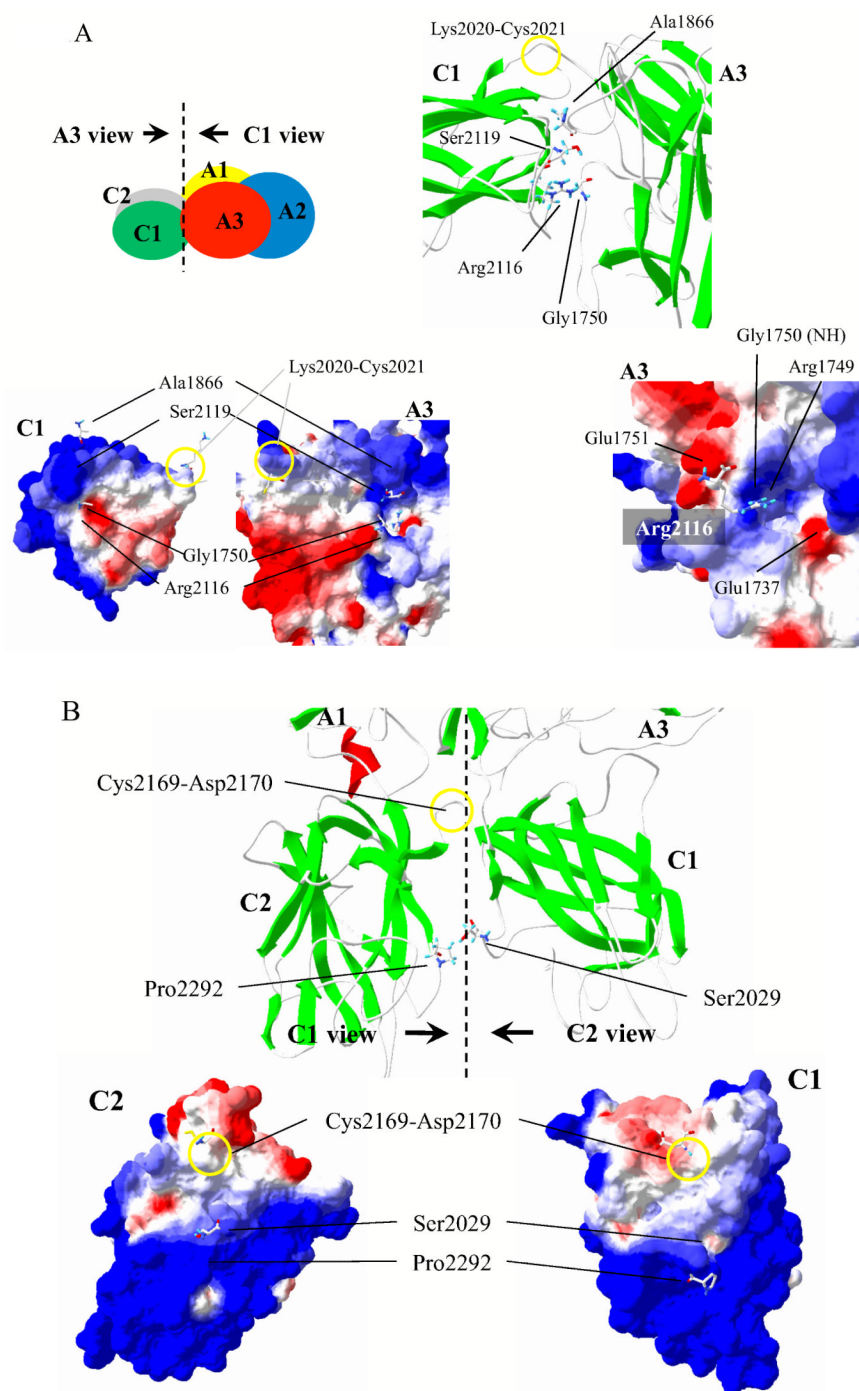 A
Lys2020-Cys2021
Ala1866
C1
A3
A3 view
C1 view
A1
C2
C1
A3
A2
Ser2119
Arg2116
Gly1750
Ala1866
Lys2020-Cys2021
C1
Ser2119
A3
Gly1750
Arg2116
Gly1750 (NH)
A3
Arg1749
Glu1751
Arg2116
Glu1737
B
A1
A3
Cys2169-Asp2170
C1
C2
Pro2292
Ser2029
C1 view
C2 view
C2
C1
Cys2169-Asp2170
Ser2029
Pro2292